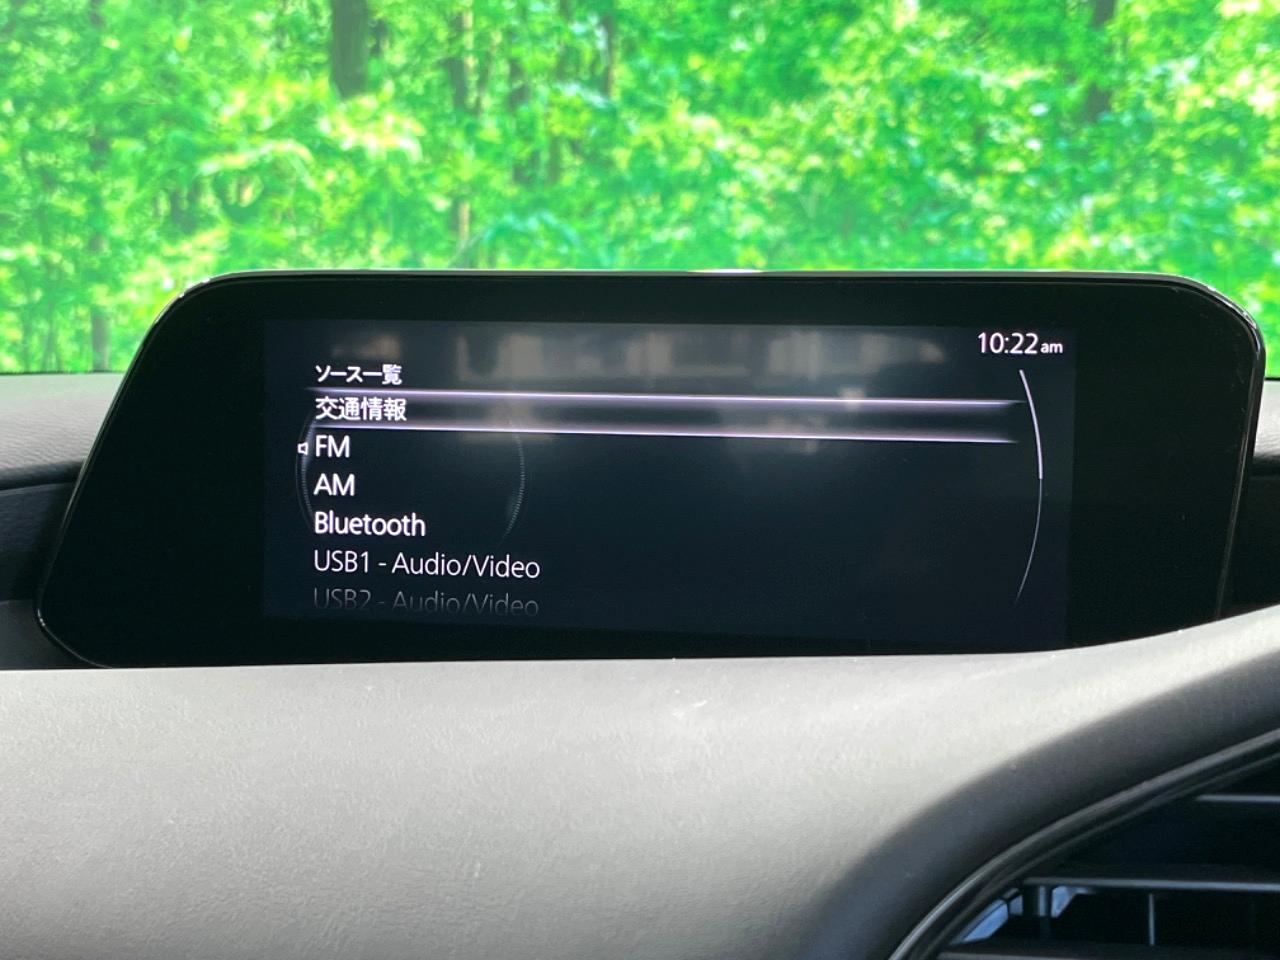 10:22am
ソース一覧
交通情報
FM
AM
Bluetooth
USB1 - Audio/Video
USB2 - Audio/Video